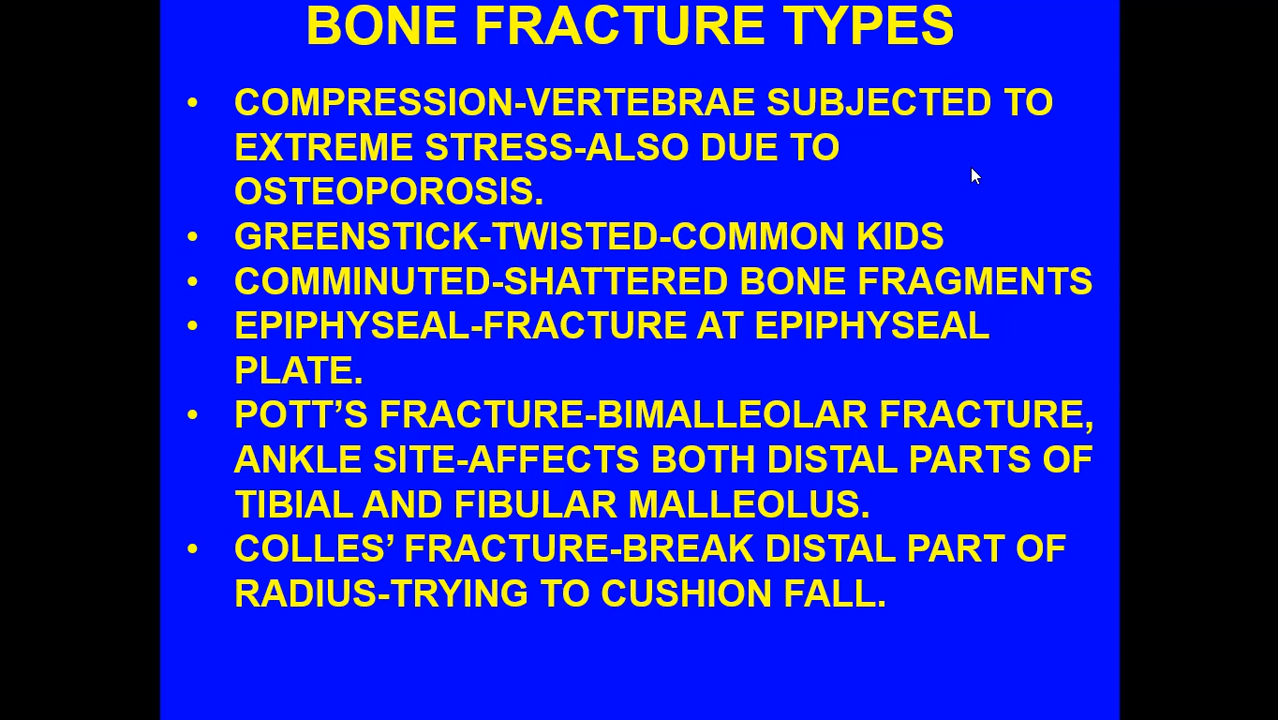 BONE FRACTURE TYPES
• COMPRESSION-VERTEBRAE SUBJECTED TO
EXTREME STRESS-ALSO DUE TO
OSTEOPOROSIS.
• GREENSTICK-TWISTED-COMMON KIDS
• COMMINUTED-SHATTERED BONE FRAGMENTS
• EPIPHYSEAL-FRACTURE AT EPIPHYSEAL
PLATE.
• POTT’S FRACTURE-BIMALLEOLAR FRACTURE,
ANKLE SITE-AFFECTS BOTH DISTAL PARTS OF
TIBIAL AND FIBULAR MALLEOLUS.
• COLLES’ FRACTURE-BREAK DISTAL PART OF
RADIUS-TRYING TO CUSHION FALL.